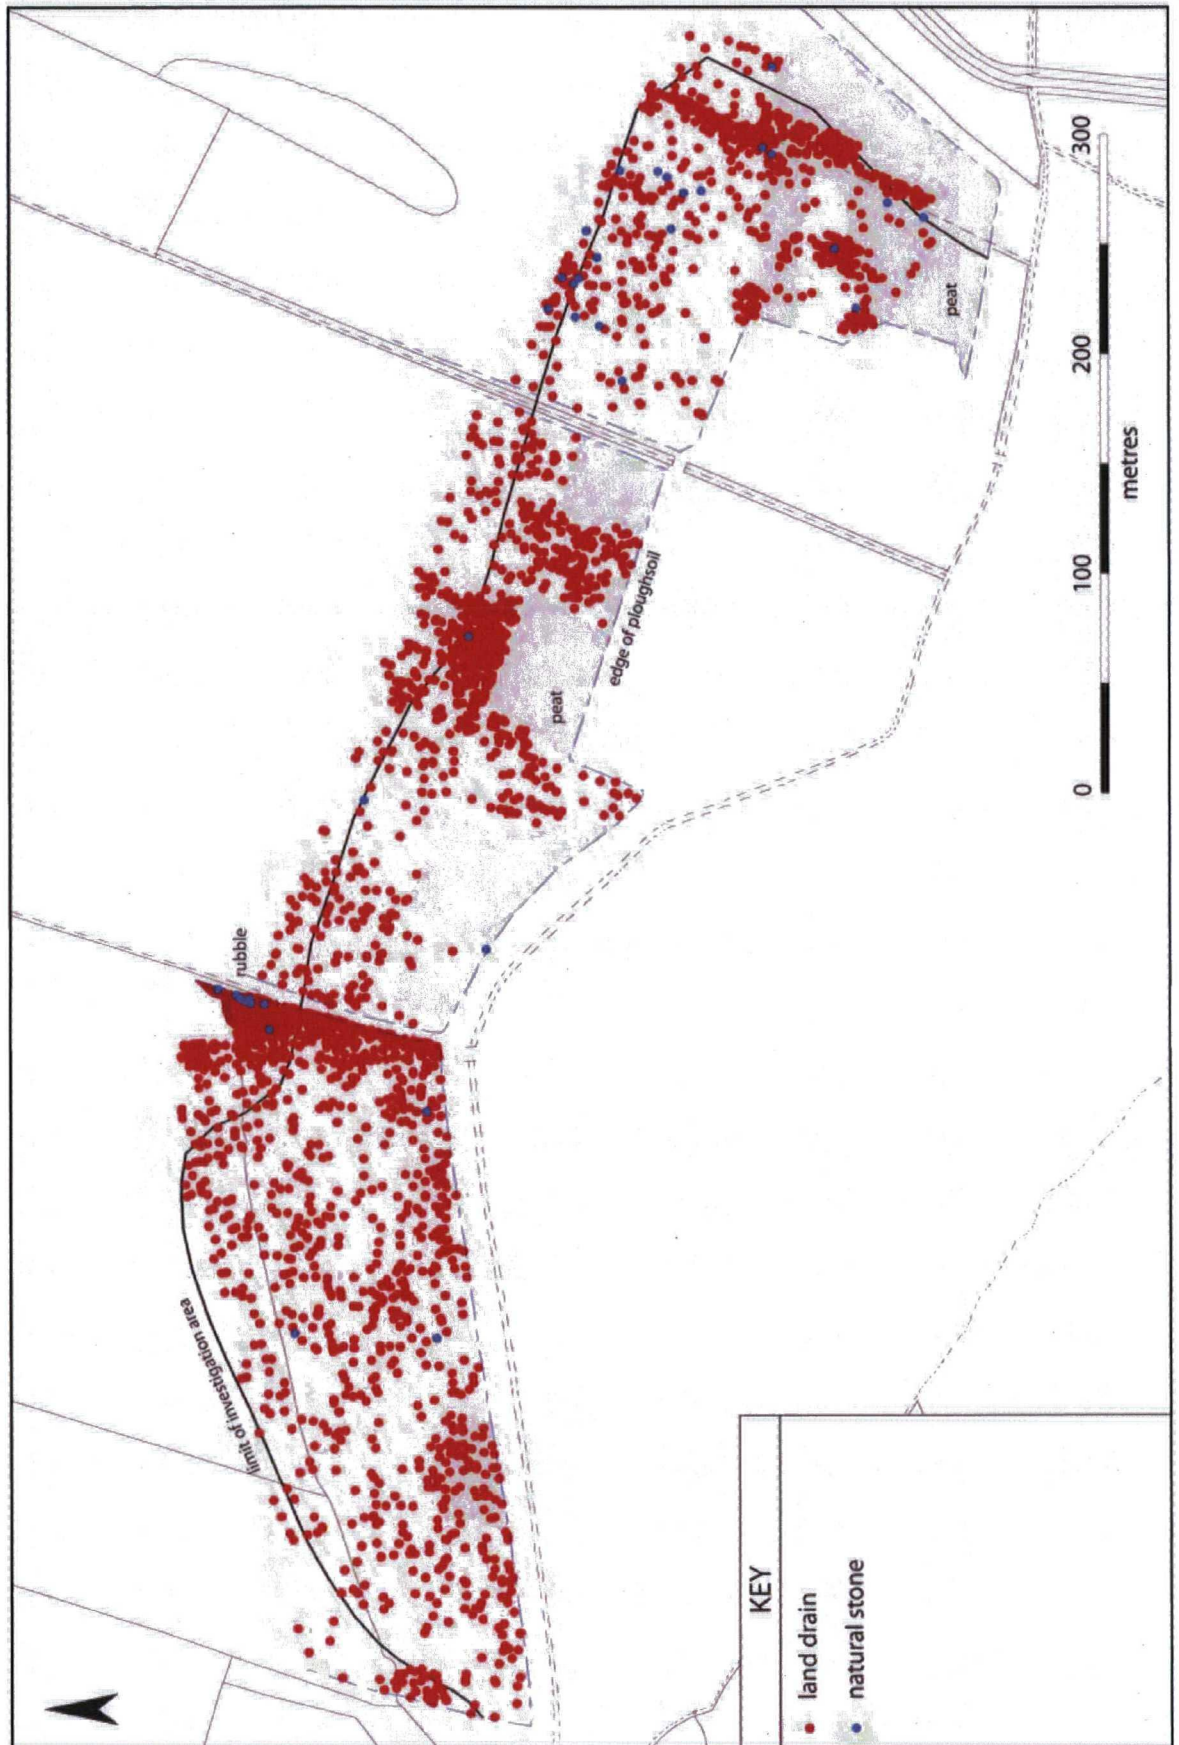 limit of investigation area
rubble
peat
edge of ploughsoil
peat
KEY
land drain
natural stone
0
100
200
300
metres